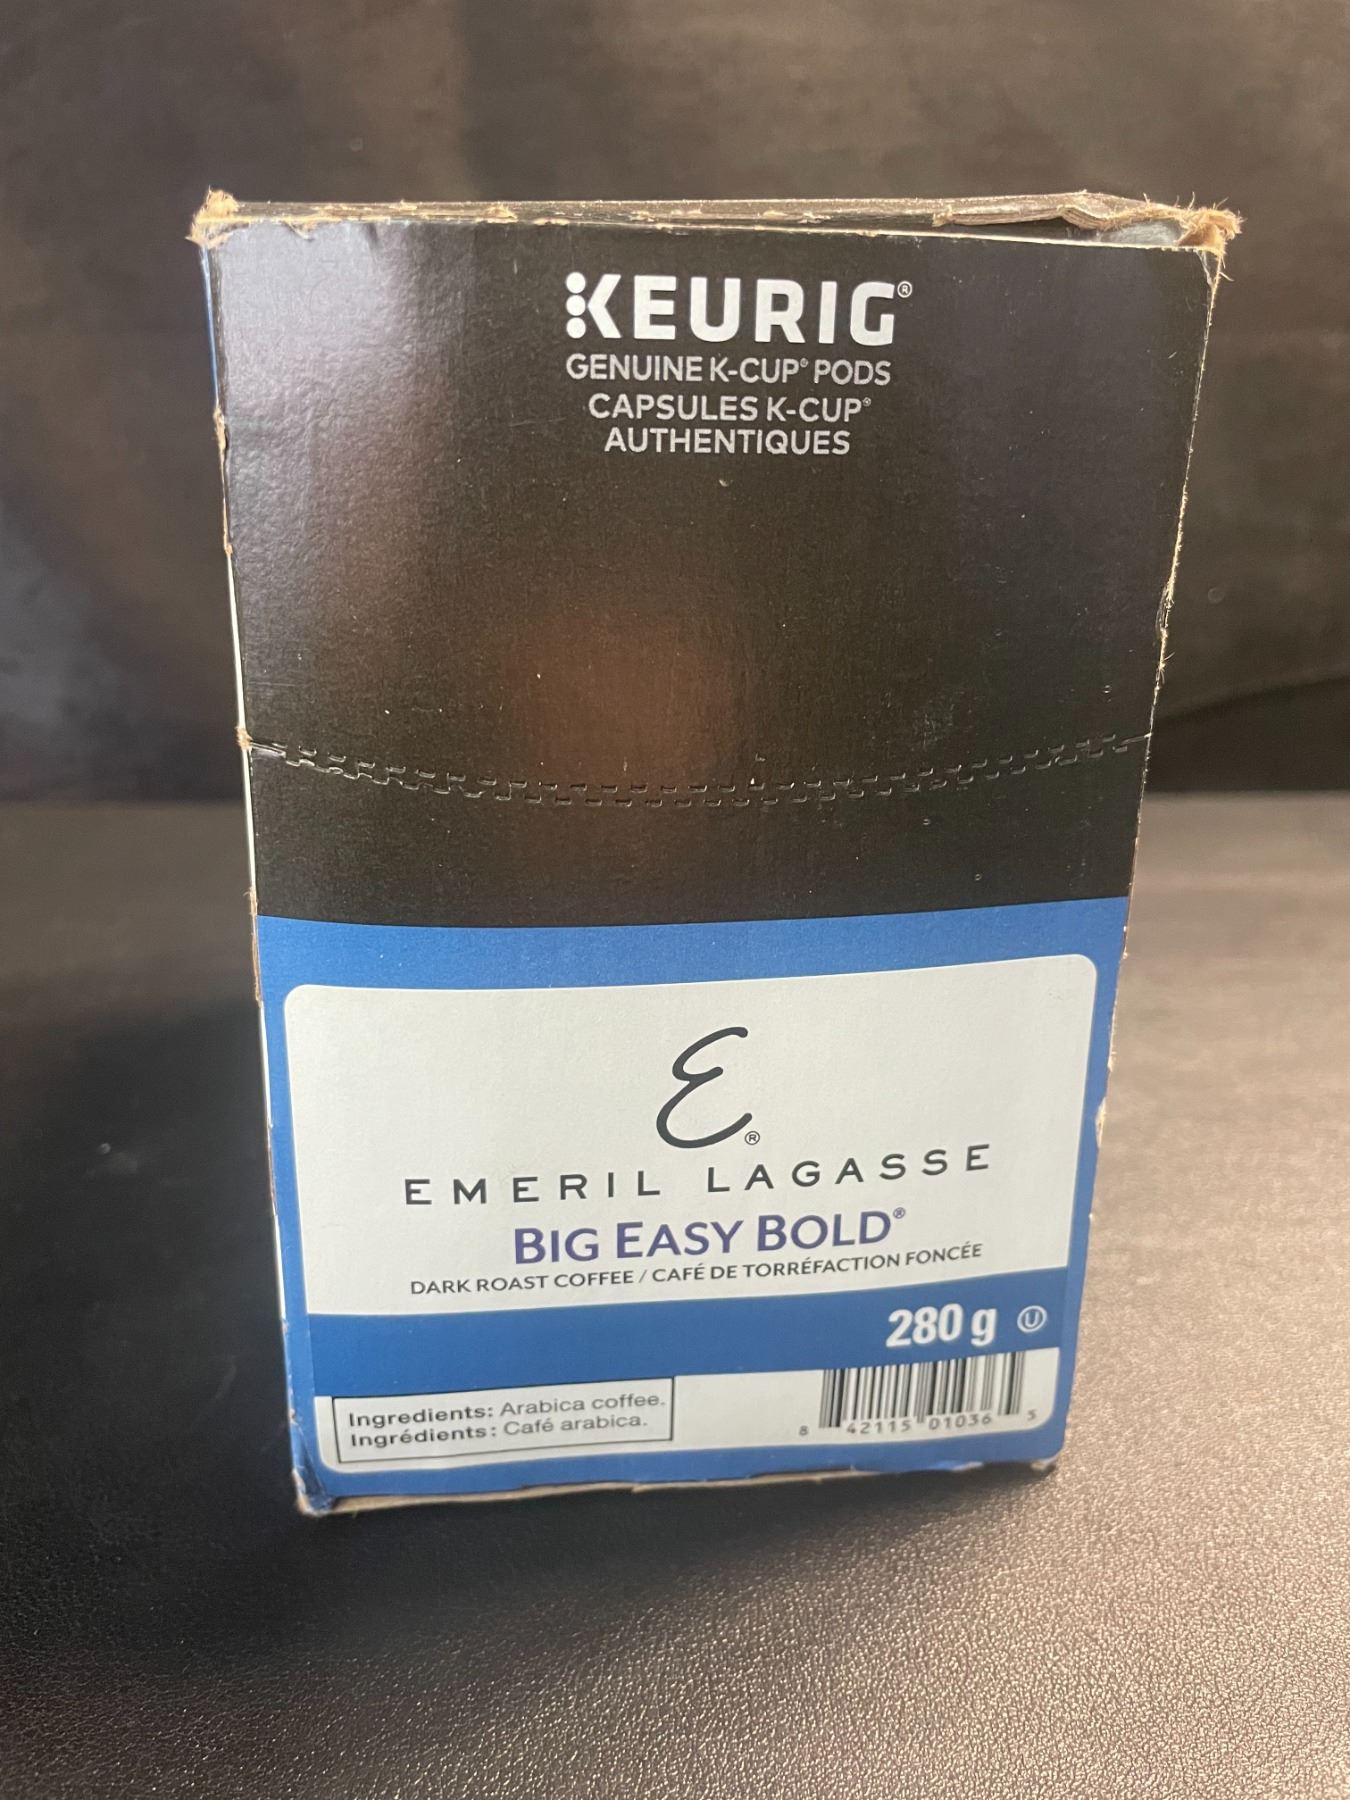 KEURIG®
GENUINE K-CUP® PODS
CAPSULES K-CUP®
AUTHENTIQUES
E®
EMERIL LAGASSE
BIG EASY BOLD®
DARK ROAST COFFEE / CAFÉ DE TORRÉFACTION FONCÉE
280 g U
Ingredients: Arabica coffee.
Ingrédients: Café arabica.
8 42115 01036 5